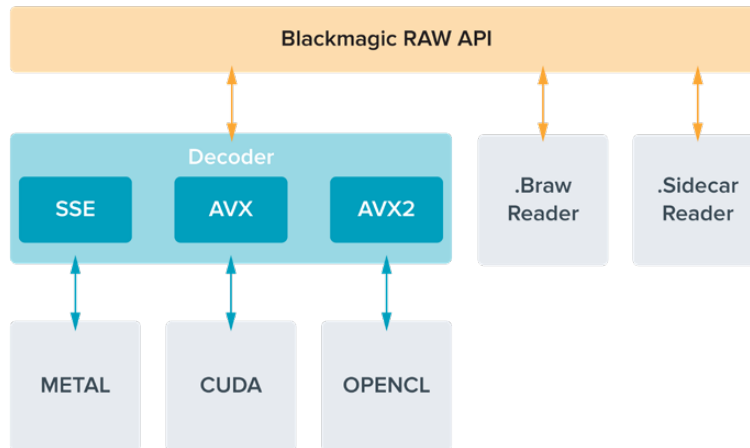 Blackmagic RAW API
Decoder
SSE
AVX
AVX2
.Braw
Reader
.Sidecar
Reader
METAL
CUDA
OPENCL